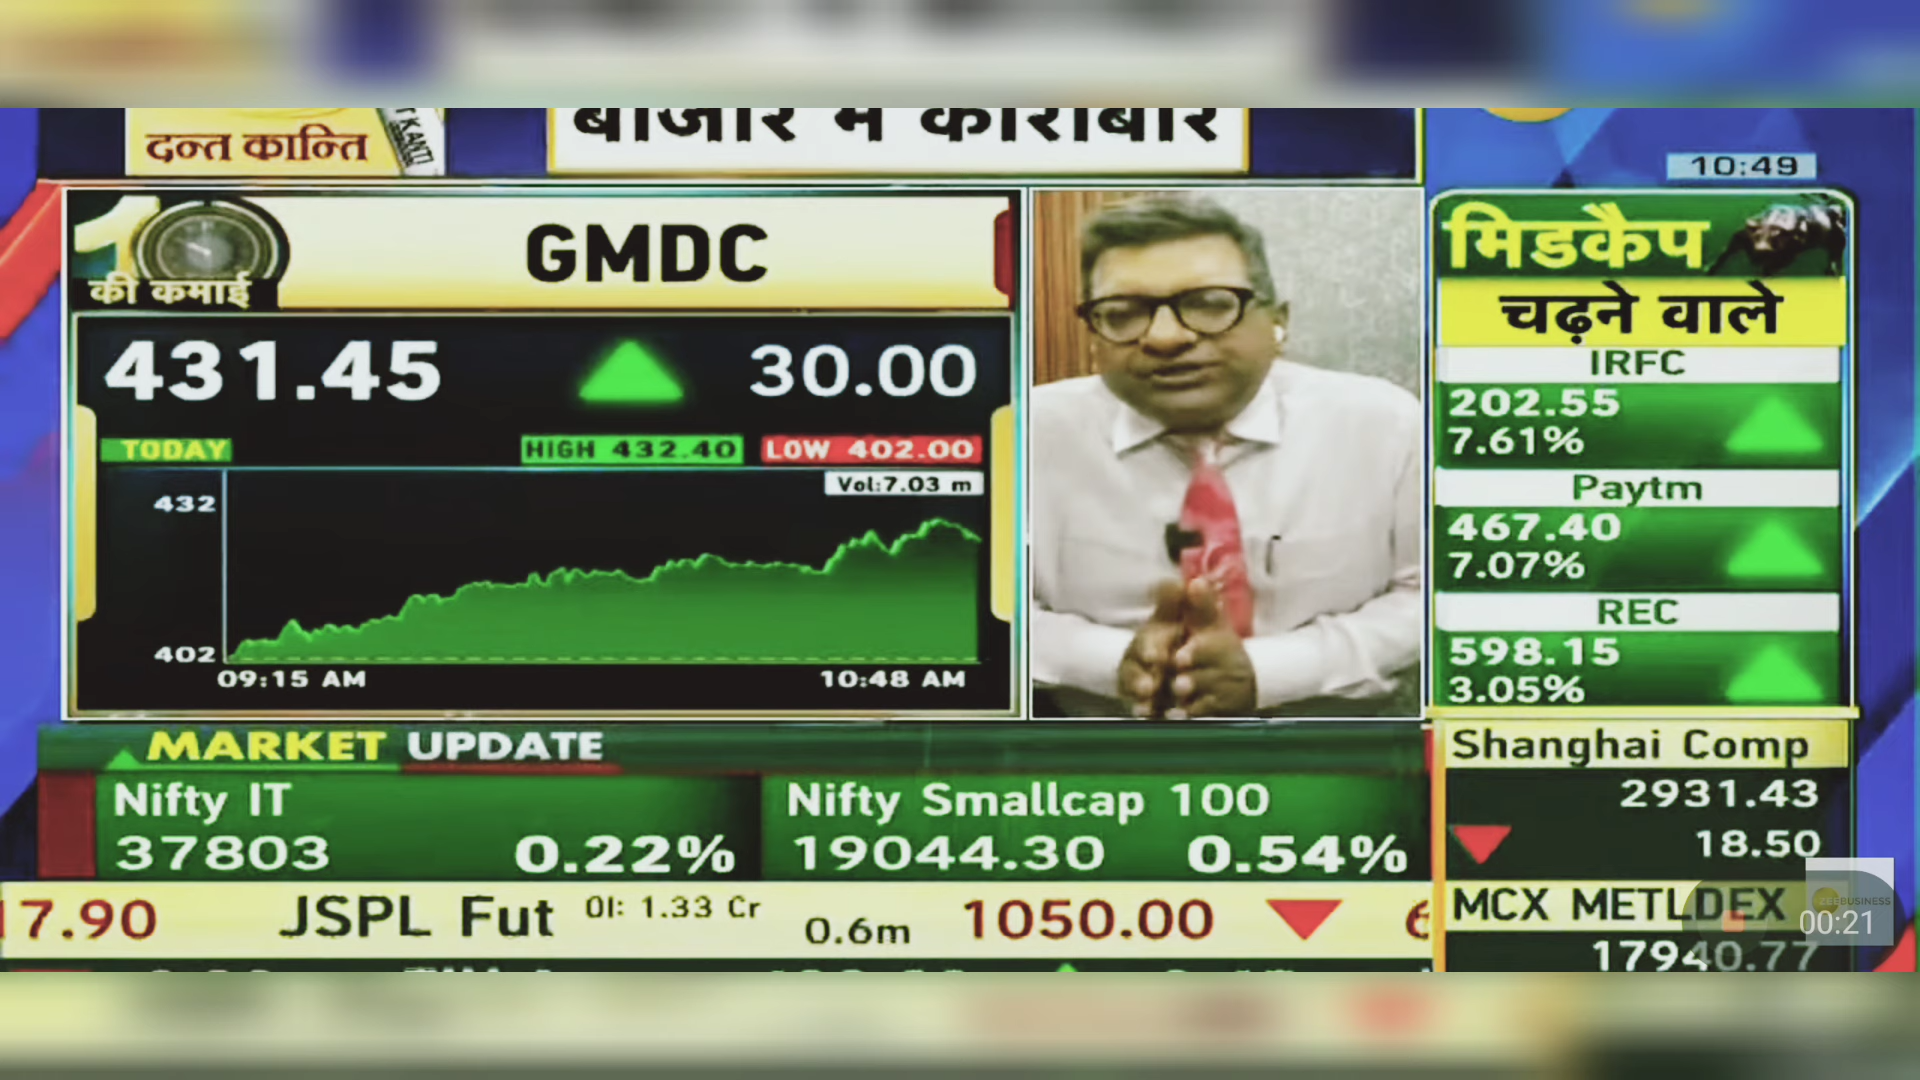 दन्त कान्ति
KANTI
बाजार में कारोबार
10:49
1
की कमाई
GMDC
431.45
30.00
TODAY
HIGH 432.40
LOW 402.00
Vol:7.03 m
432
402
09:15 AM
10:48 AM
मिडकैप
चढ़ने वाले
IRFC
202.55
7.61%
Paytm
467.40
7.07%
REC
598.15
3.05%
MARKET UPDATE
Nifty IT
37803 0.22%
Nifty Smallcap 100
19044.30 0.54%
Shanghai Comp
2931.43
18.50
MCX METLDEX
17940.77
ZEEBUSINESS
00:21
17.90 JSPL Fut OI: 1.33 Cr 0.6m 1050.00 6